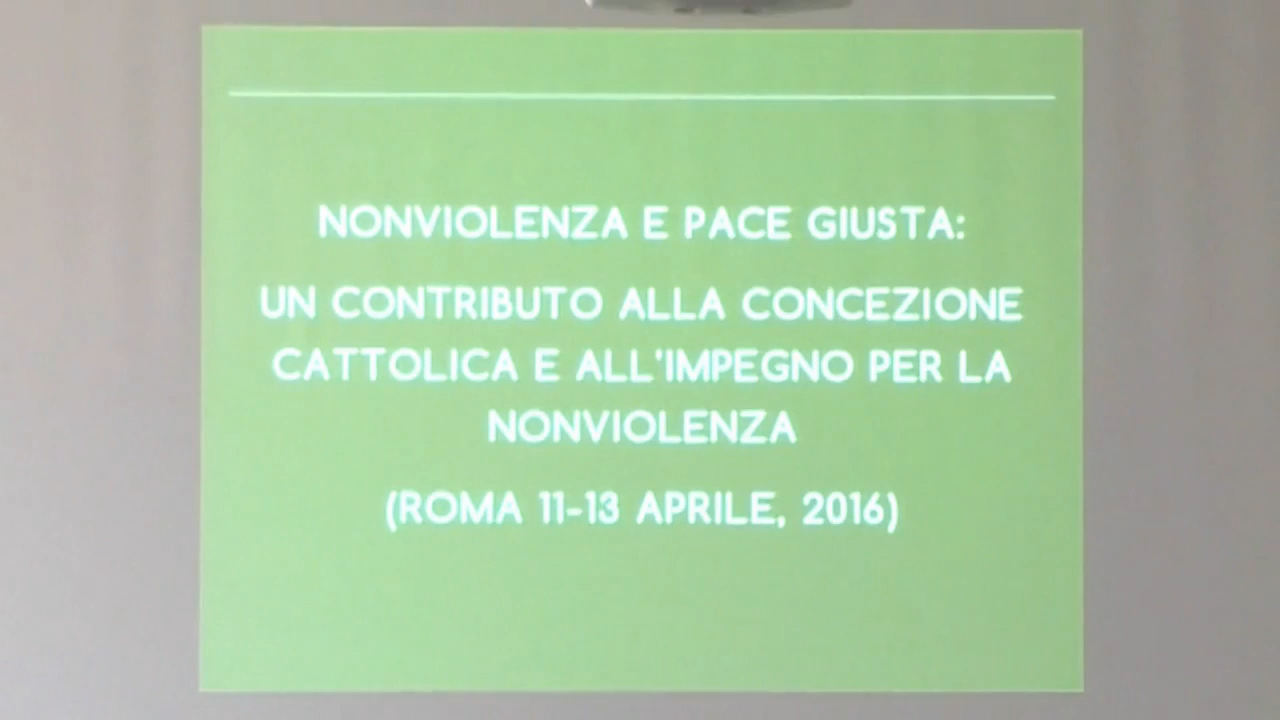 NONVIOLENZA E PACE GIUSTA:
UN CONTRIBUTO ALLA CONCEZIONE
CATTOLICA E ALL'IMPEGNO PER LA
NONVIOLENZA
(ROMA 11-13 APRILE, 2016)